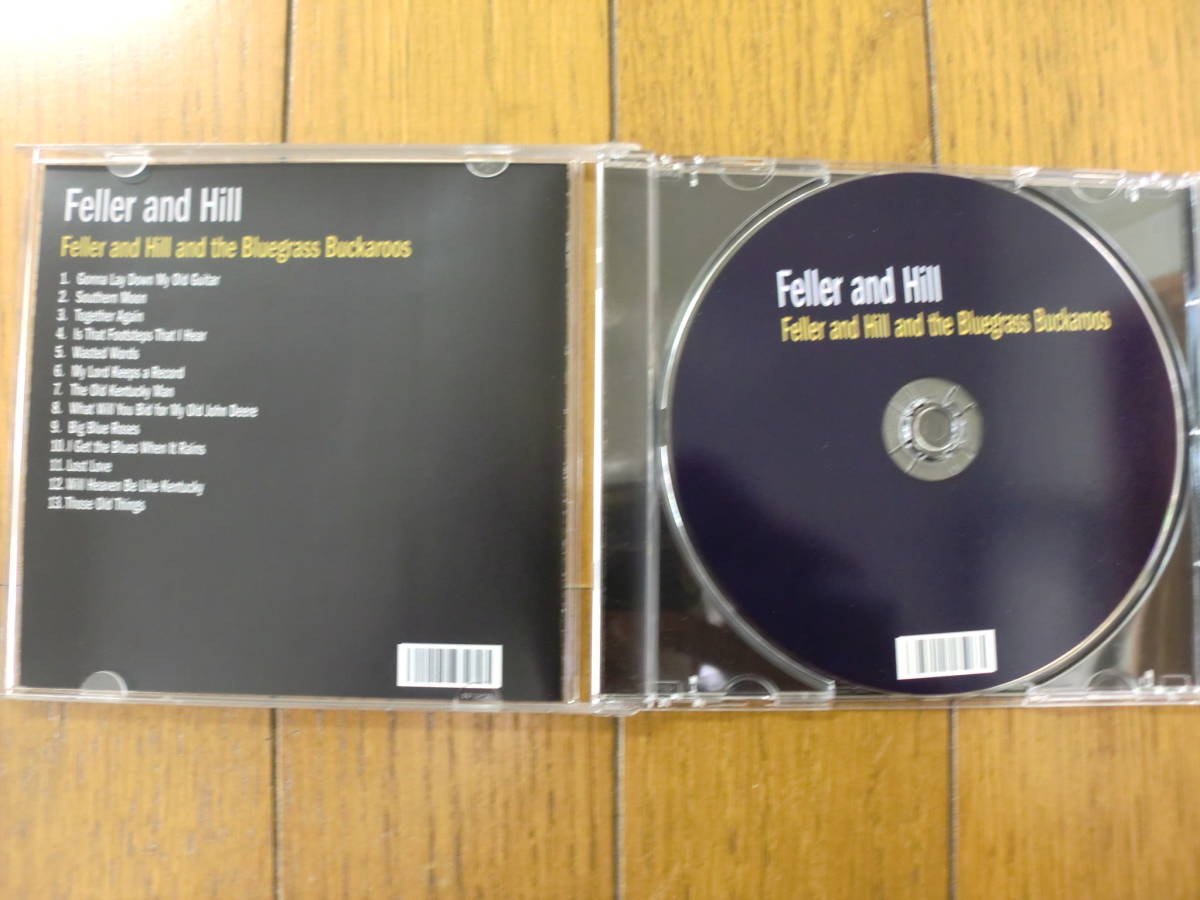 Feller and Hill
Feller and Hill and the Bluegrass Buckaroos
1. Gonna Lay Down My Old Guitar
2. Southern Moon
3. Together Again
4. Is That Footsteps That I Hear
5. Wasted Words
6. My Lord Keeps a Record
7. The Old Kentucky Man
8. What Will You Bid for My Old John Deere
9. Big Blue Roses
10. I Get the Blues When It Rains
11. Lost Love
12. Will Heaven Be Like Kentucky
13. Those Old Things
Feller and Hill
Feller and Hill and the Bluegrass Buckaroos